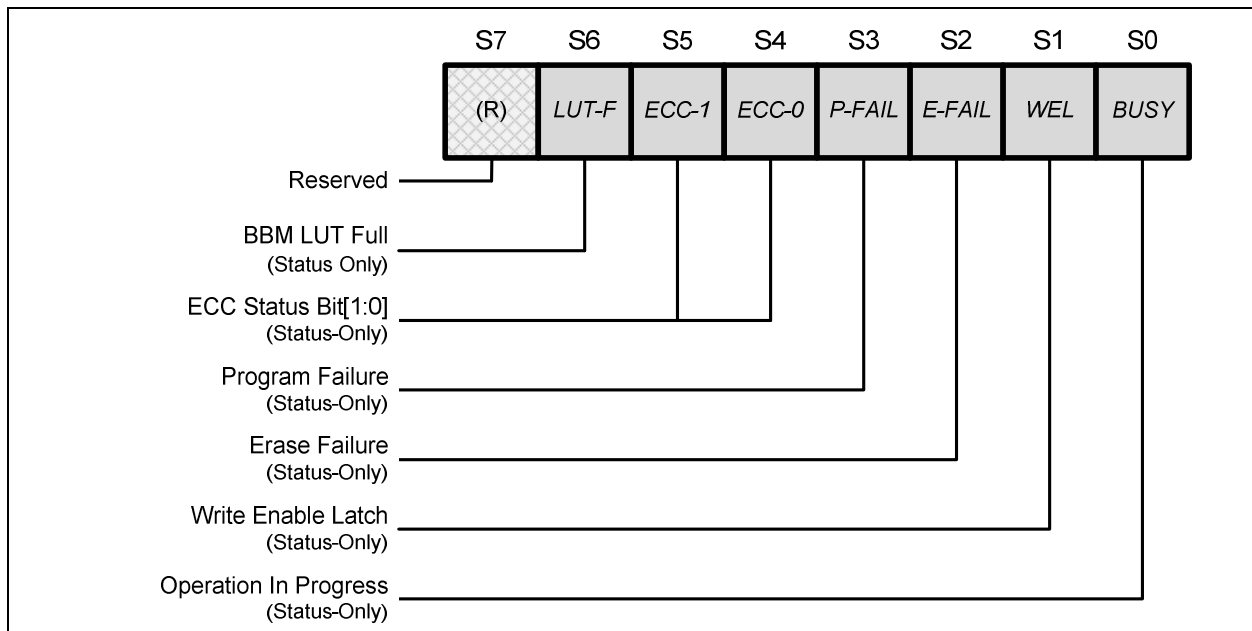 S7 S6 S5 S4 S3 S2 S1 S0
(R) LUT-F ECC-1 ECC-0 P-FAIL E-FAIL WEL BUSY
Reserved
BBM LUT Full
(Status Only)
ECC Status Bit[1:0]
(Status-Only)
Program Failure
(Status-Only)
Erase Failure
(Status-Only)
Write Enable Latch
(Status-Only)
Operation In Progress
(Status-Only)